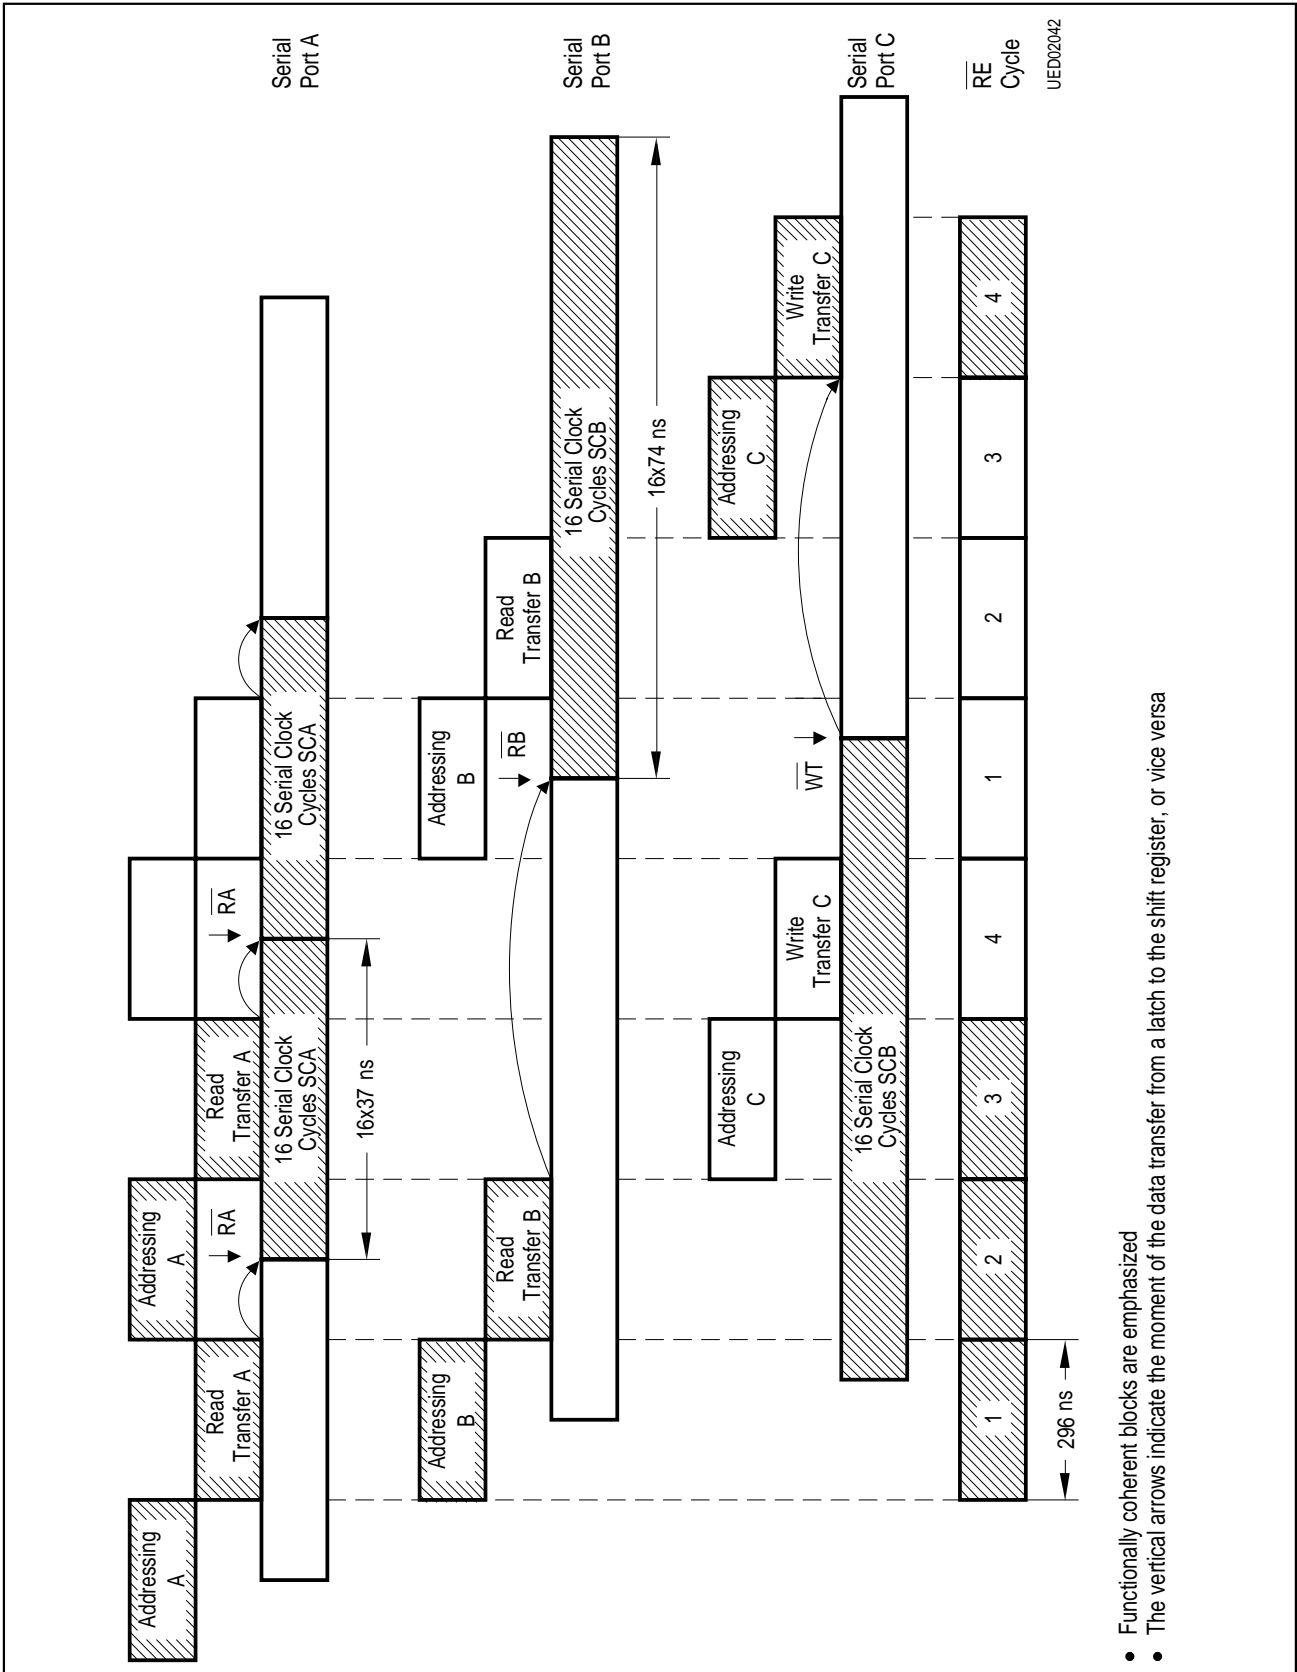 Addressing
A
Addressing
A
Read
Transfer A
RA
Read
Transfer A
RA
16 Serial Clock
Cycles SCA
16 Serial Clock
Cycles SCA
Serial
Port A
16x37 ns
Addressing
B
Addressing
B
Read
Transfer B
RB
Read
Transfer B
16 Serial Clock
Cycles SCB
Serial
Port B
16x74 ns
Addressing
C
Addressing
C
Write
Transfer C
WT
Write
Transfer C
16 Serial Clock
Cycles SCB
Serial
Port C
1
2
3
4
1
2
3
4
RE
Cycle
296 ns
UED02042
• Functionally coherent blocks are emphasized
• The vertical arrows indicate the moment of the data transfer from a latch to the shift register, or vice versa